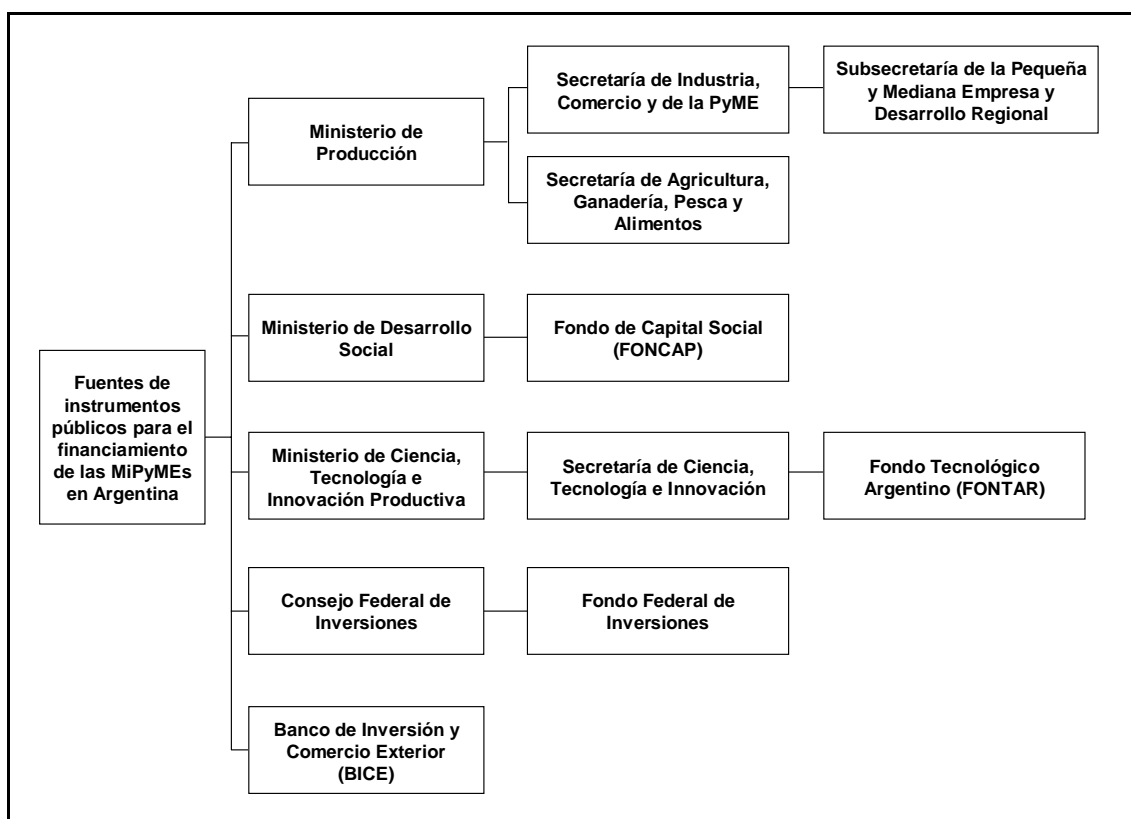 Fuentes de
instrumentos
públicos para el
financiamiento
de las MiPyMEs
en Argentina
Ministerio de
Producción
Secretaría de Industria,
Comercio y de la PyME
Subsecretaría de la Pequeña
y Mediana Empresa y
Desarrollo Regional
Secretaría de Agricultura,
Ganadería, Pesca y
Alimentos
Ministerio de Desarrollo
Social
Fondo de Capital Social
(FONCAP)
Ministerio de Ciencia,
Tecnología e
Innovación Productiva
Secretaría de Ciencia,
Tecnología e Innovación
Fondo Tecnológico
Argentino (FONTAR)
Consejo Federal de
Inversiones
Fondo Federal de
Inversiones
Banco de Inversión y
Comercio Exterior
(BICE)